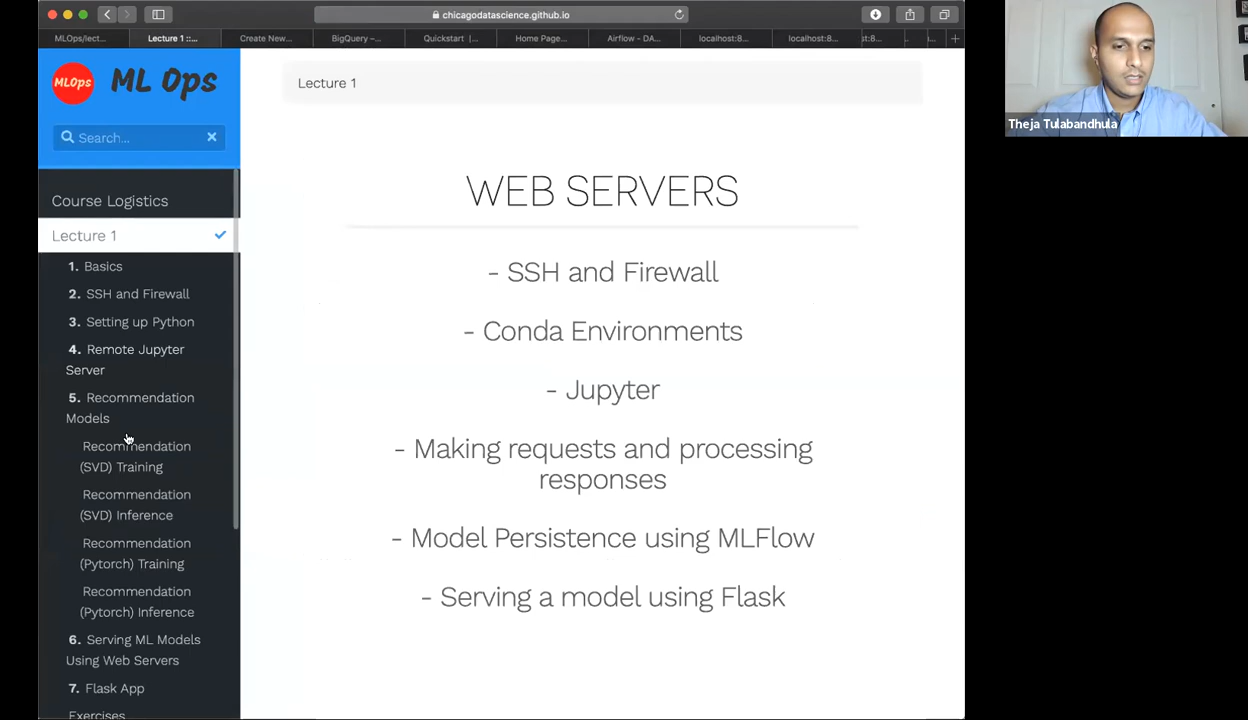 chicagodatascience.github.io
MLOps/lect...
Lecture 1 ::...
Create New...
BigQuery –...
Quickstart |...
Home Page...
Airflow - DA...
localhost:8...
localhost:8...
st:8...
MLOps
ML Ops
Search...
Course Logistics
Lecture 1
1. Basics
2. SSH and Firewall
3. Setting up Python
4. Remote Jupyter
Server
5. Recommendation
Models
Recommendation
(SVD) Training
Recommendation
(SVD) Inference
Recommendation
(Pytorch) Training
Recommendation
(Pytorch) Inference
6. Serving ML Models
Using Web Servers
7. Flask App
Exercises
Lecture 1
WEB SERVERS
- SSH and Firewall
- Conda Environments
- Jupyter
- Making requests and processing
responses
- Model Persistence using MLFlow
- Serving a model using Flask
Theja Tulabandhula